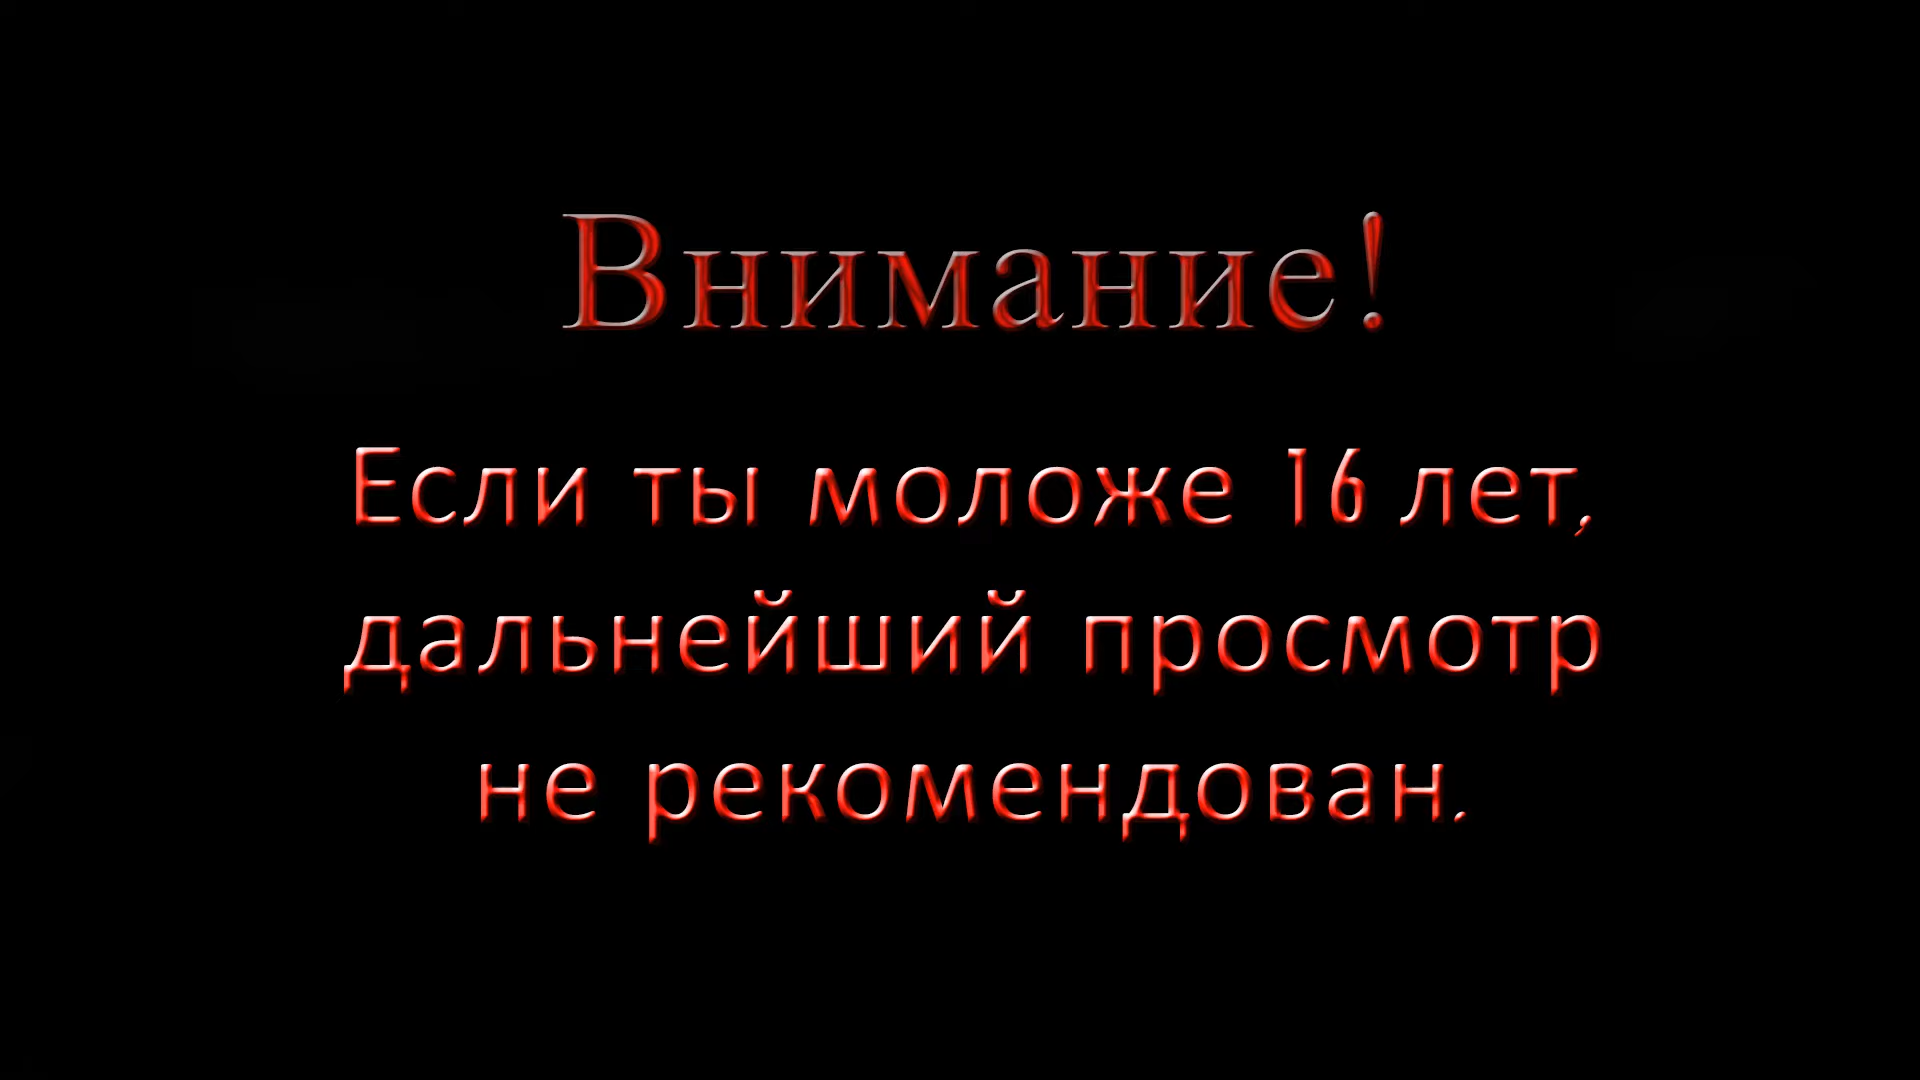 Внимание!
Если ты моложе 16 лет,
дальнейший просмотр
не рекомендован.